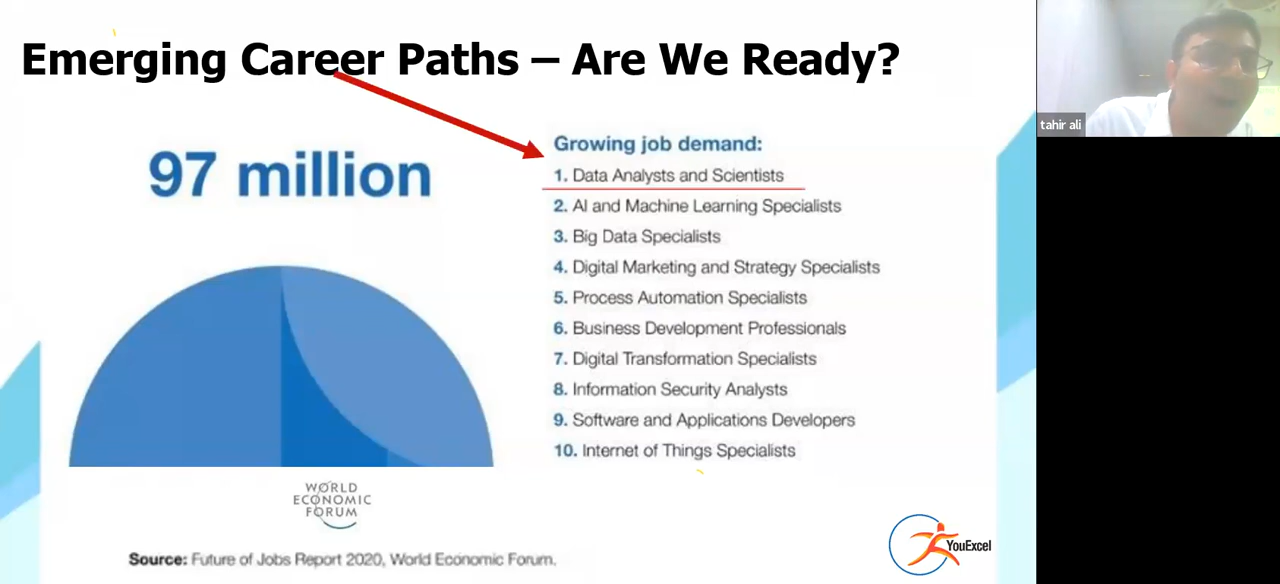 Emerging Career Paths – Are We Ready?
tahir ali
97 million
Growing job demand:
1. Data Analysts and Scientists
2. AI and Machine Learning Specialists
3. Big Data Specialists
4. Digital Marketing and Strategy Specialists
5. Process Automation Specialists
6. Business Development Professionals
7. Digital Transformation Specialists
8. Information Security Analysts
9. Software and Applications Developers
10. Internet of Things Specialists
WORLD
ECONOMIC
FORUM
YouExcel
Source: Future of Jobs Report 2020, World Economic Forum.